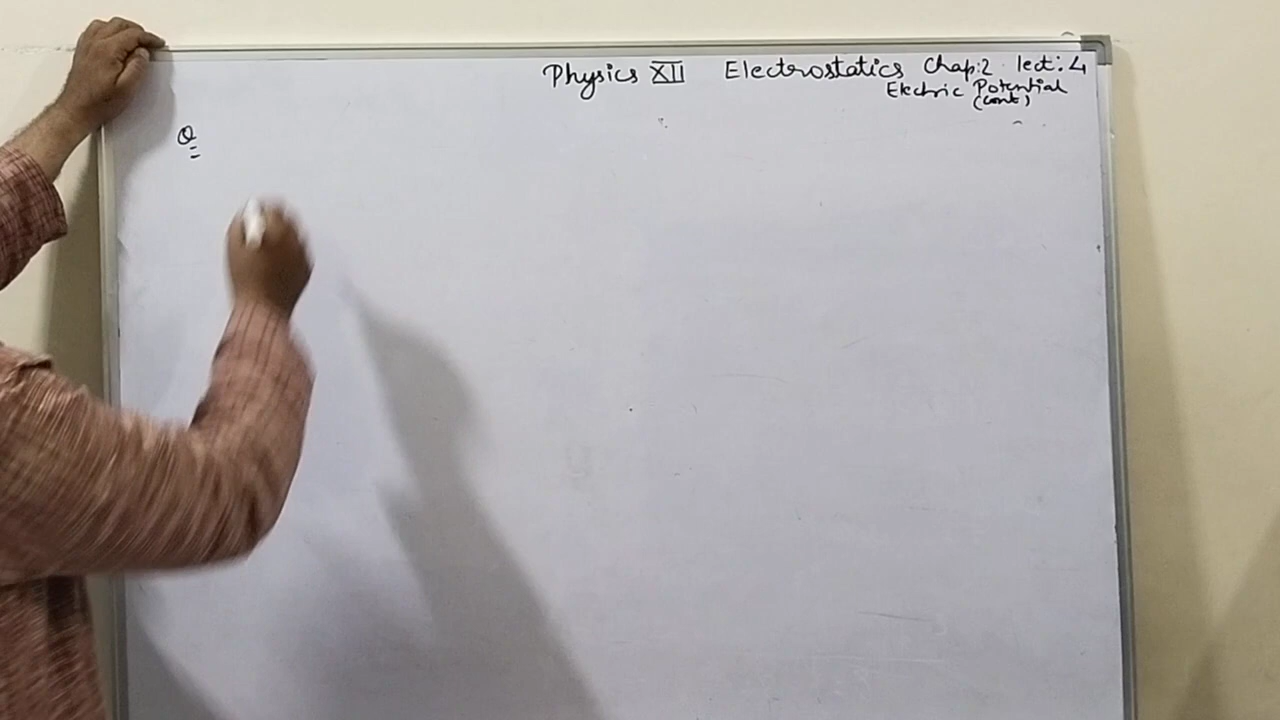 Physics XII Electrostatics Chap:2 lect:4
Electric Potential
(cont)
Q